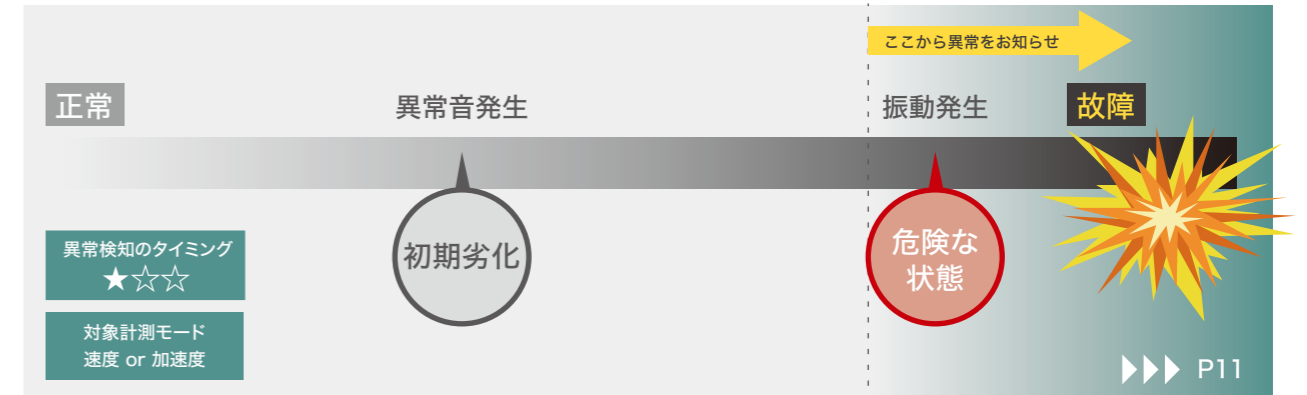 ここから異常をお知らせ
正常
異常音発生
振動発生
故障
初期劣化
危険な
状態
異常検知のタイミング
★☆☆
対象計測モード
速度 or 加速度
▶▶▶ P11